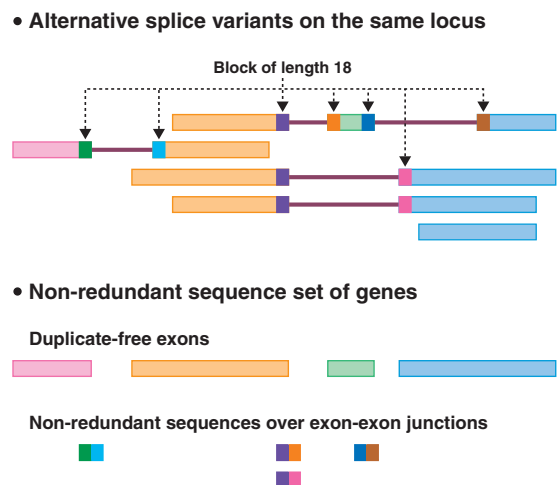 • Alternative splice variants on the same locus
Block of length 18
• Non-redundant sequence set of genes
Duplicate-free exons
Non-redundant sequences over exon-exon junctions